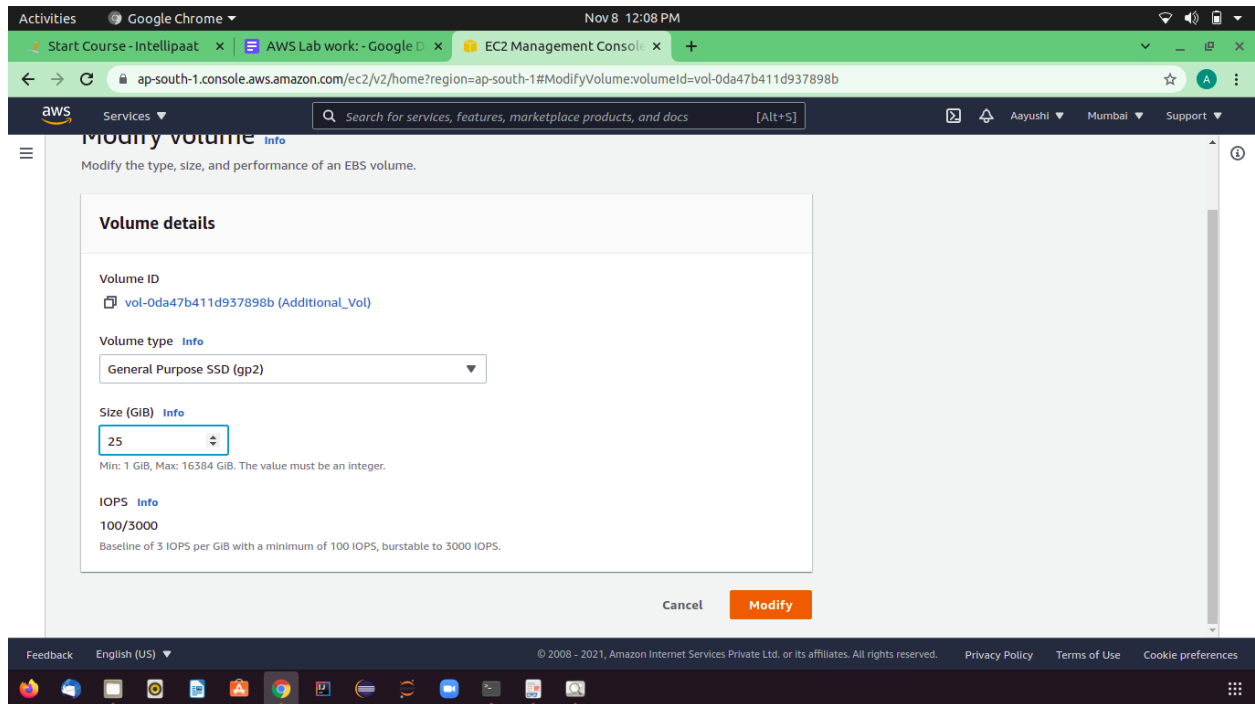 Activities Google Chrome ▾ Nov 8 12:08 PM
Start Course - Intellipaat × AWS Lab work: - Google D × EC2 Management Console × +
ap-south-1.console.aws.amazon.com/ec2/v2/home?region=ap-south-1#ModifyVolume:volumeId=vol-0da47b411d937898b A
aws Services ▼ Search for services, features, marketplace products, and docs [Alt+S] Aayushi ▼ Mumbai ▼ Support ▼
Modify volume Info
Modify the type, size, and performance of an EBS volume.
Volume details
Volume ID
vol-0da47b411d937898b (Additional_Vol)
Volume type Info
General Purpose SSD (gp2)
Size (GiB) Info
25
Min: 1 GiB, Max: 16384 GiB. The value must be an integer.
IOPS Info
100/3000
Baseline of 3 IOPS per GiB with a minimum of 100 IOPS, burstable to 3000 IOPS.
Cancel Modify
Feedback English (US) ▼ © 2008 - 2021, Amazon Internet Services Private Ltd. or its affiliates. All rights reserved. Privacy Policy Terms of Use Cookie preferences